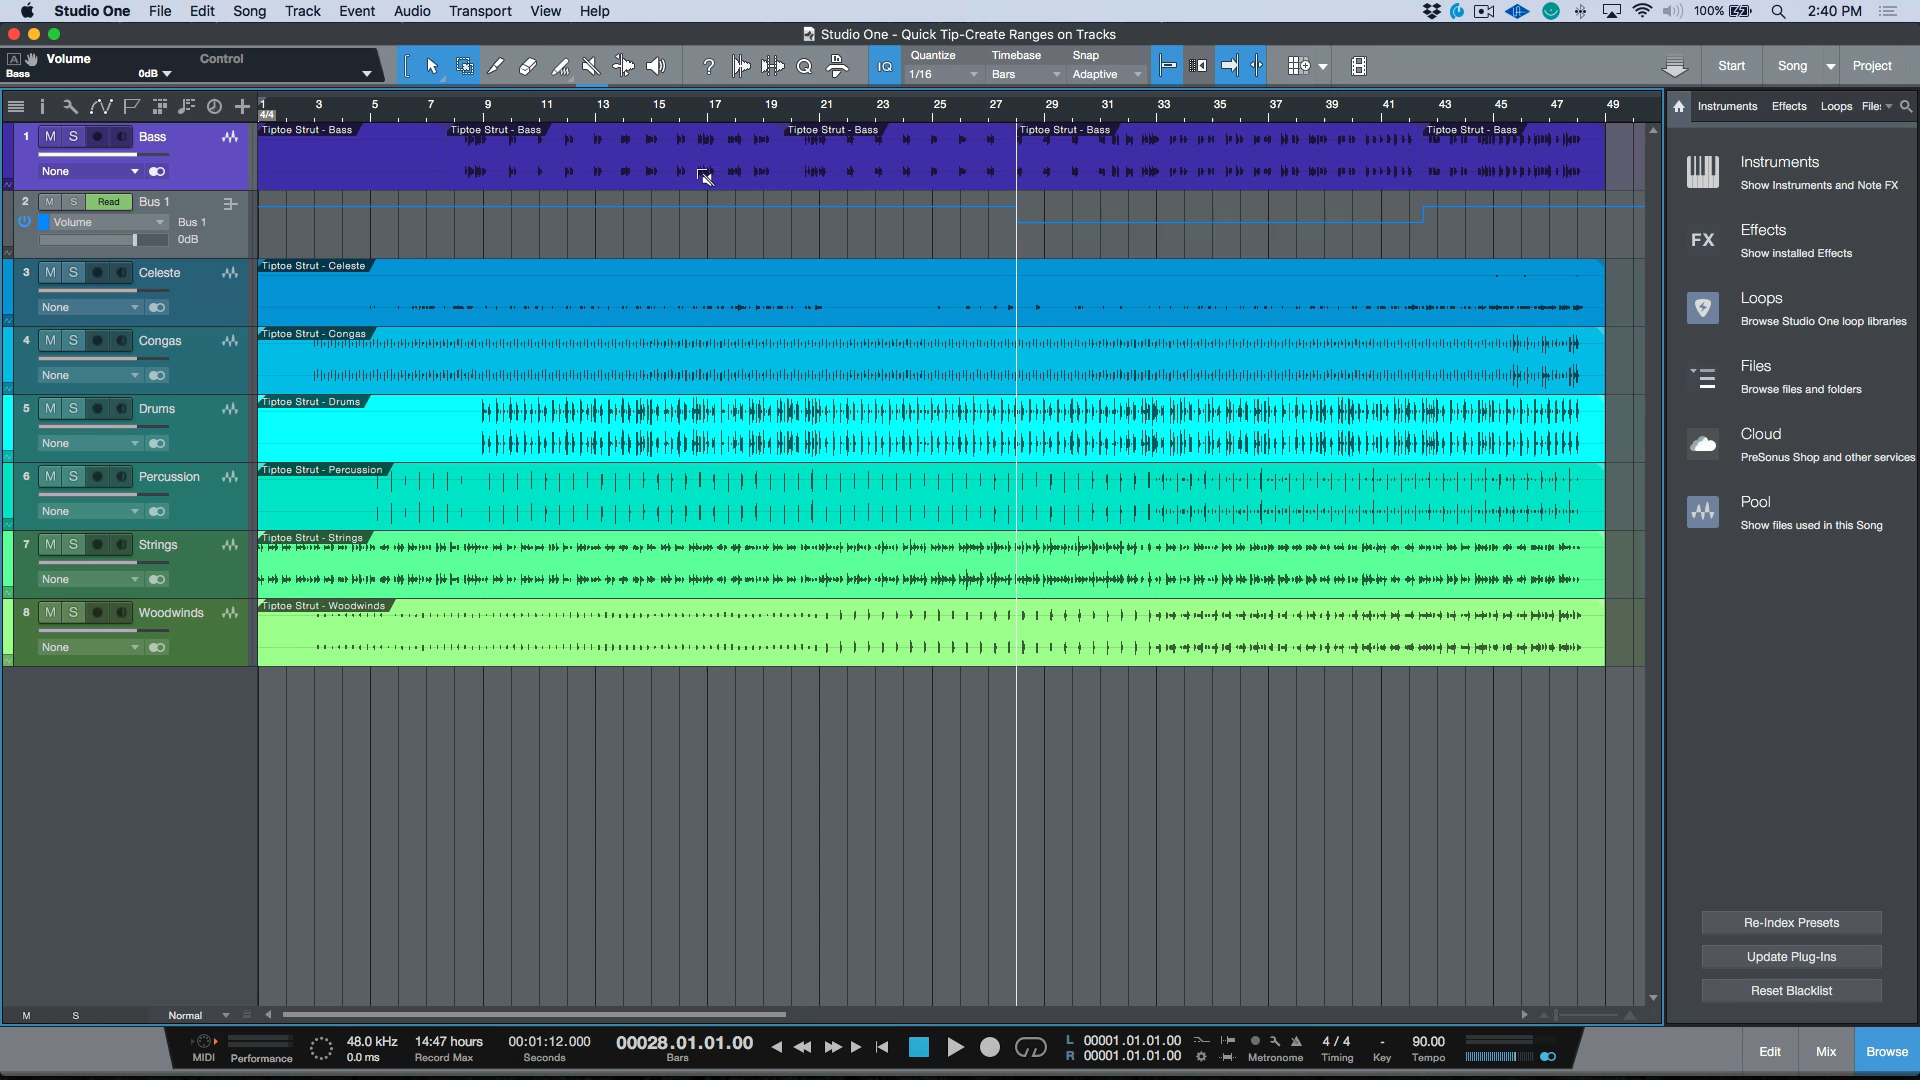 Studio One File Edit Song Track Event Audio Transport View Help 100% 2:40 PM
Studio One - Quick Tip-Create Ranges on Tracks
A Volume Control
Bass 0dB
? IQ Quantize Timebase Snap
1/16 Bars Adaptive
Start Song Project
1 3 5 7 9 11 13 15 17 19 21 23 25 27 29 31 33 35 37 39 41 43 45 47 49
4/4
Instruments Effects Loops Files
1 M S Bass
None
Tiptoe Strut - Bass Tiptoe Strut - Bass Tiptoe Strut - Bass Tiptoe Strut - Bass Tiptoe Strut - Bass
2 M S Read Bus 1
Volume Bus 1
0dB
3 M S Celeste
None
Tiptoe Strut - Celeste
4 M S Congas
None
Tiptoe Strut - Congas
5 M S Drums
None
Tiptoe Strut - Drums
6 M S Percussion
None
Tiptoe Strut - Percussion
7 M S Strings
None
Tiptoe Strut - Strings
8 M S Woodwinds
None
Tiptoe Strut - Woodwinds
Instruments
Show Instruments and Note FX
FX Effects
Show installed Effects
Loops
Browse Studio One loop libraries
Files
Browse files and folders
Cloud
PreSonus Shop and other services
Pool
Show files used in this Song
Re-Index Presets
Update Plug-Ins
Reset Blacklist
M S Normal
MIDI Performance
48.0 kHz
0.0 ms
14:47 hours
Record Max
00:01:12.000
Seconds
00028.01.01.00
Bars
L 00001.01.01.00
R 00001.01.01.00
Metronome
4 / 4
Timing
-
Key
90.00
Tempo
Edit Mix Browse